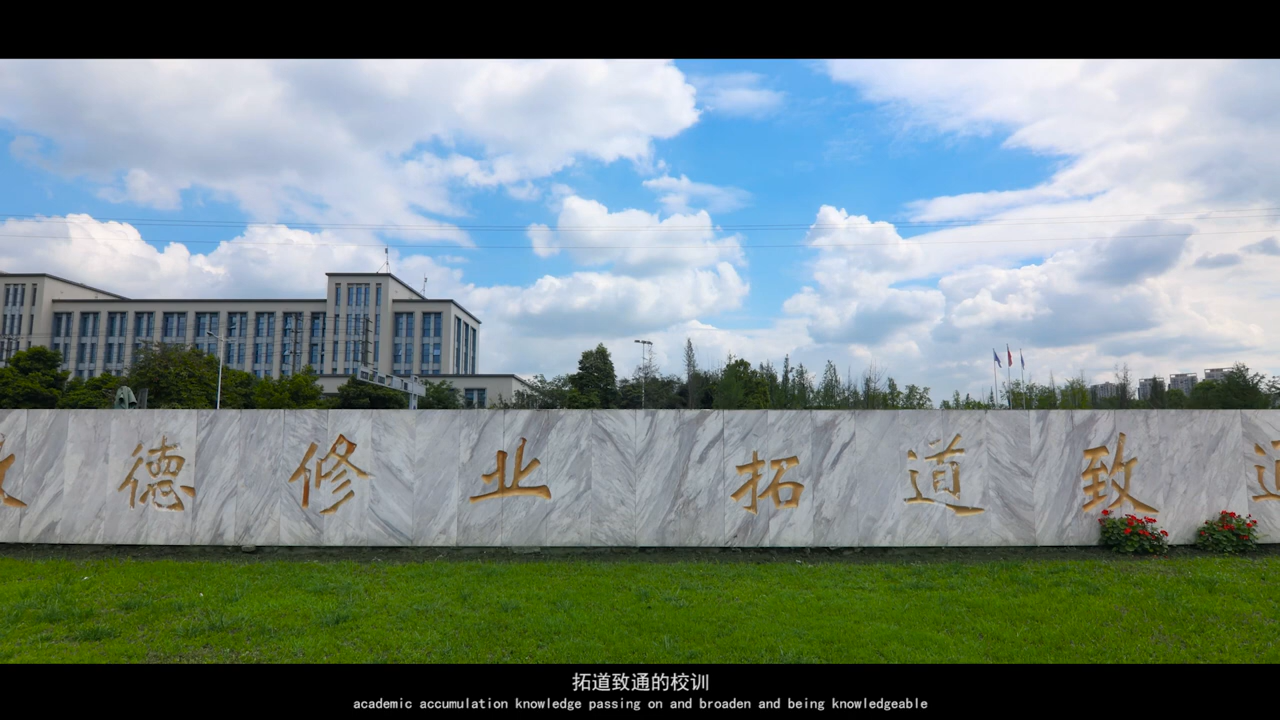 德修业 拓道致
拓道致通的校训
academic accumulation knowledge passing on and broaden and being knowledgeable